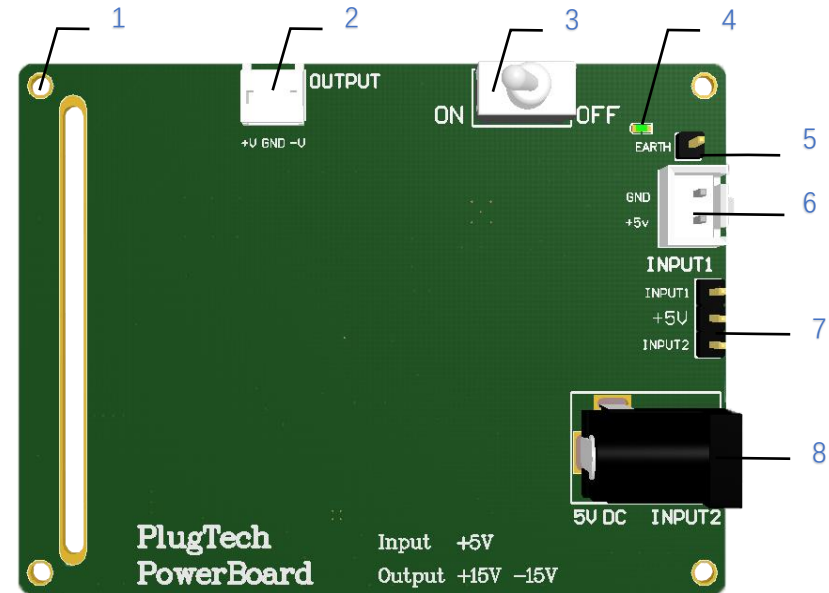 1 2 3 4
OUTPUT
ON OFF
+V GND -V
EARTH
5
GND
6
+5v
INPUT1
INPUT1
+5V
7
INPUT2
8
5V DC INPUT2
PlugTech
PowerBoard
Input +5V
Output +15V -15V